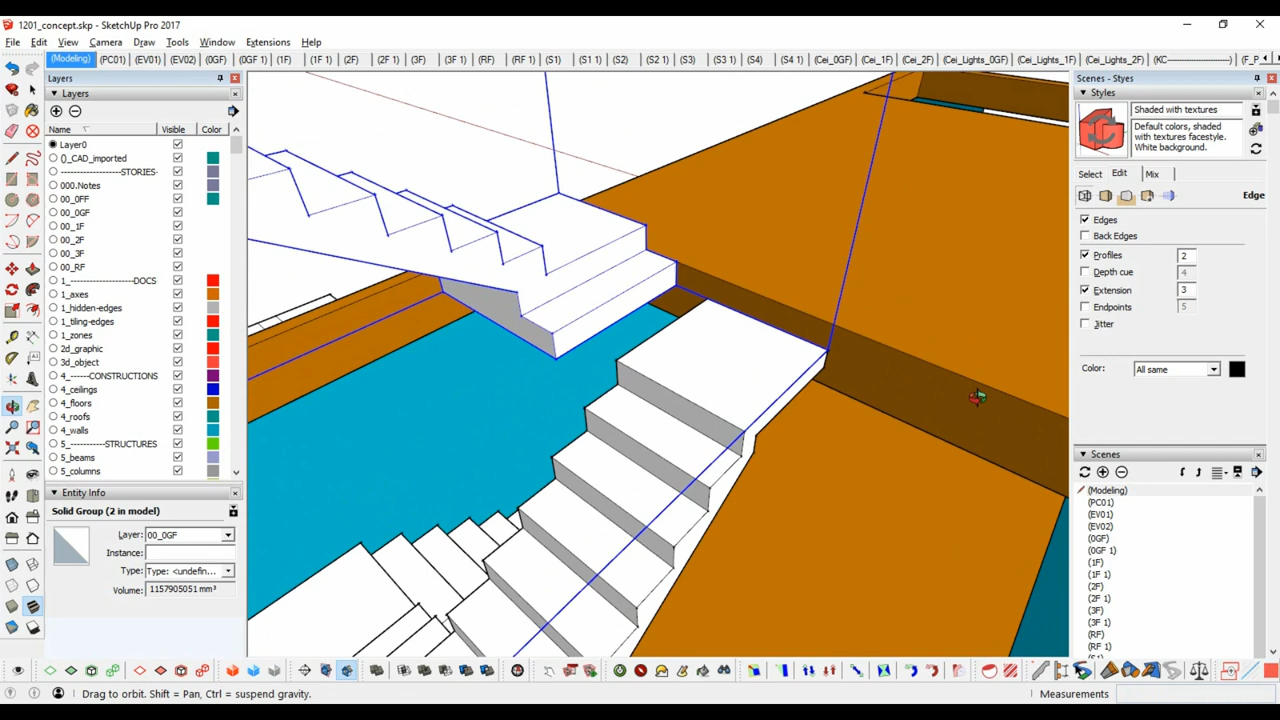 1201_concept.skp - SketchUp Pro 2017
File Edit View Camera Draw Tools Window Extensions Help
(Modeling) (PC01) (EV01) (EV02) (0GF) (0GF 1) (1F) (1F 1) (2F) (2F 1) (3F) (3F 1) (RF) (RF 1) (S1) (S1 1) (S2) (S2 1) (S3) (S3 1) (S4) (S4 1) (Cei_0GF) (Cei_1F) (Cei_2F) (Cei_Lights_0GF) (Cei_Lights_1F) (Cei_Lights_2F) (KC-----------------) (F_P
Layers
Layers
Name Visible Color
Layer0
0_CAD_imported
--------------------STORIES-
000.Notes
00_0FF
00_0GF
00_1F
00_2F
00_3F
00_RF
1_--------------------DOCS
1_axes
1_hidden-edges
1_tiling-edges
1_zones
2d_graphic
3d_object
4_------CONSTRUCTIONS
4_ceilings
4_floors
4_roofs
4_walls
5_-----------STRUCTURES
5_beams
5_columns
Entity Info
Solid Group (2 in model)
Layer: 00_0GF
Instance:
Type: Type: <undefin...
Volume: 1157905051 mm³
Scenes - Styes
Styles
Shaded with textures
Default colors, shaded
with textures facestyle.
White background.
Select Edit Mix
Edge
Edges
Back Edges
Profiles 2
Depth cue 4
Extension 3
Endpoints 5
Jitter
Color: All same
Scenes
(Modeling)
(PC01)
(EV01)
(EV02)
(0GF)
(0GF 1)
(1F)
(1F 1)
(2F)
(2F 1)
(3F)
(3F 1)
(RF)
(RF 1)
Drag to orbit. Shift = Pan, Ctrl = suspend gravity.
Measurements